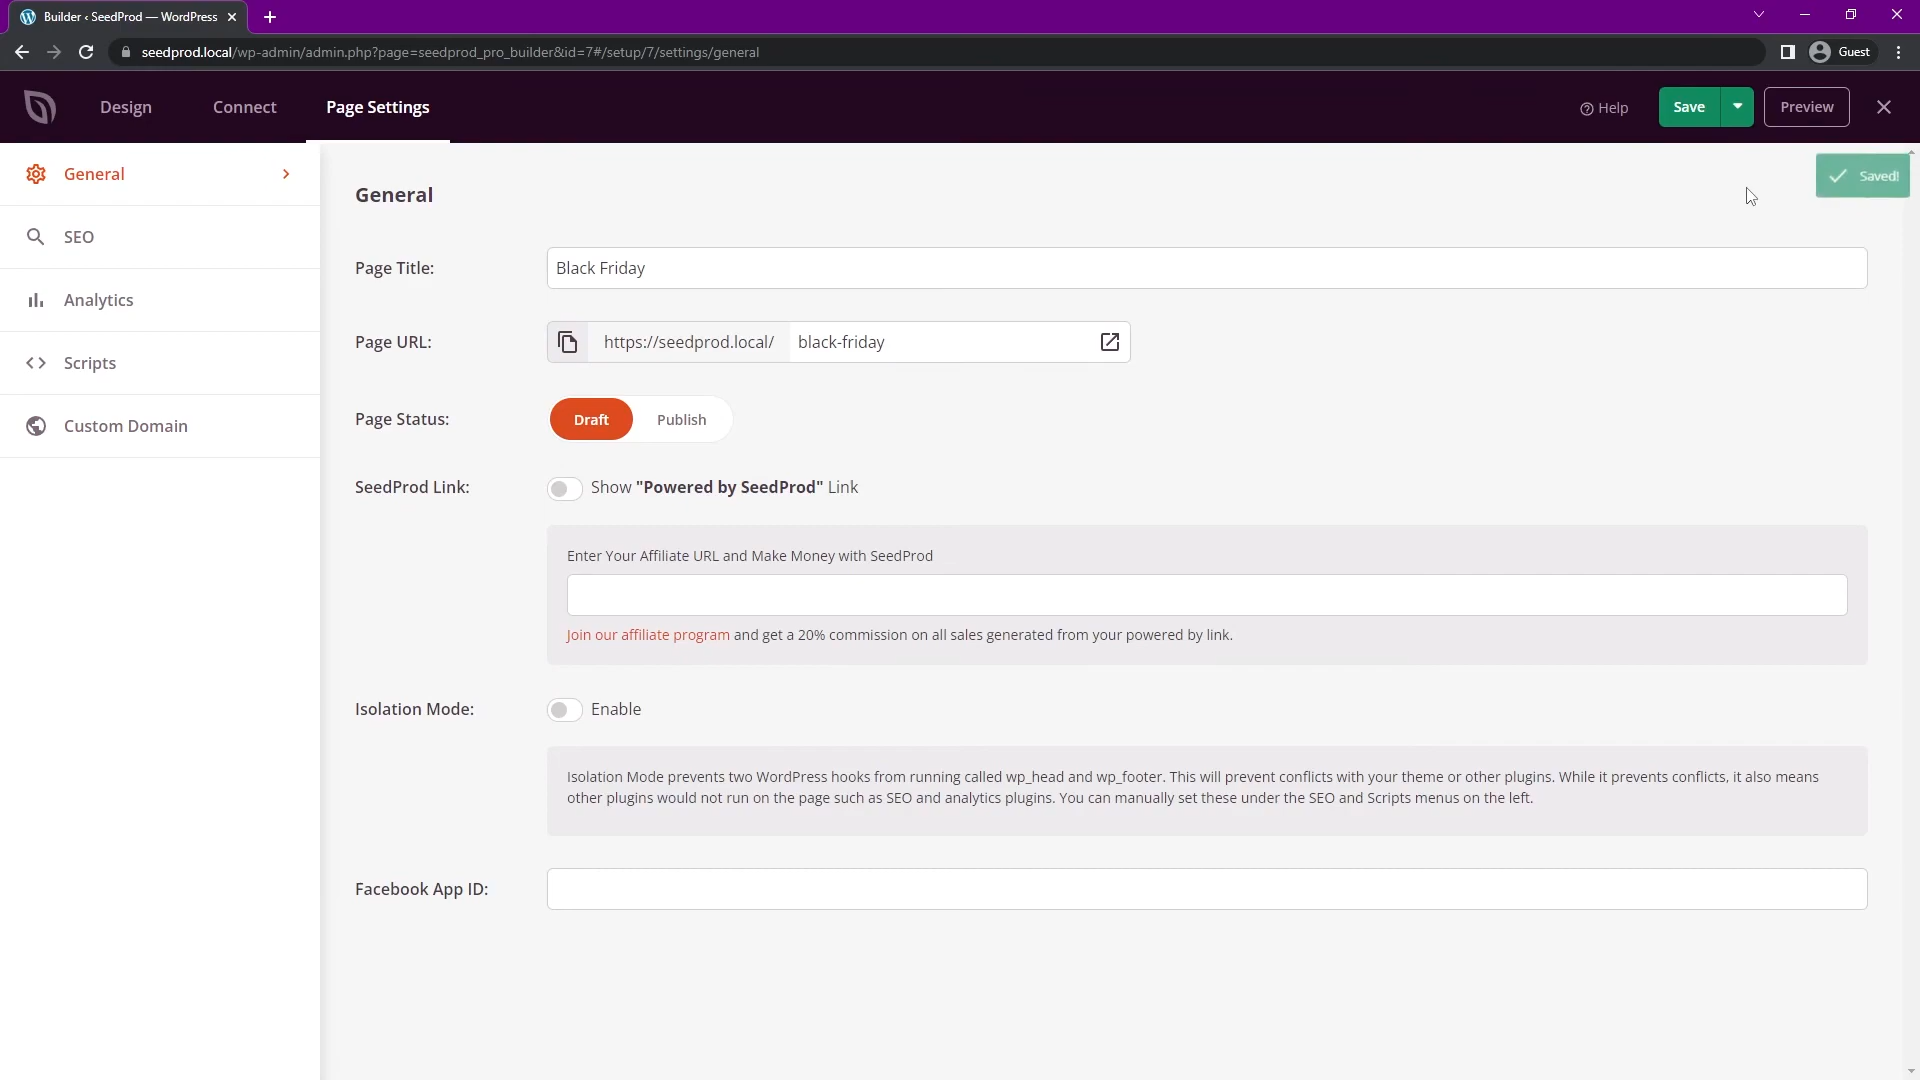 Builder ‹ SeedProd — WordPress
seedprod.local/wp-admin/admin.php?page=seedprod_pro_builder&id=7#/setup/7/settings/general
Guest
Design
Connect
Page Settings
Help
Save
Preview
General
SEO
Analytics
Scripts
Custom Domain
General
Saved!
Page Title:
Black Friday
Page URL:
https://seedprod.local/
black-friday
Page Status:
Draft
Publish
SeedProd Link:
Show "Powered by SeedProd" Link
Enter Your Affiliate URL and Make Money with SeedProd
Join our affiliate program and get a 20% commission on all sales generated from your powered by link.
Isolation Mode:
Enable
Isolation Mode prevents two WordPress hooks from running called wp_head and wp_footer. This will prevent conflicts with your theme or other plugins. While it prevents conflicts, it also means
other plugins would not run on the page such as SEO and analytics plugins. You can manually set these under the SEO and Scripts menus on the left.
Facebook App ID: